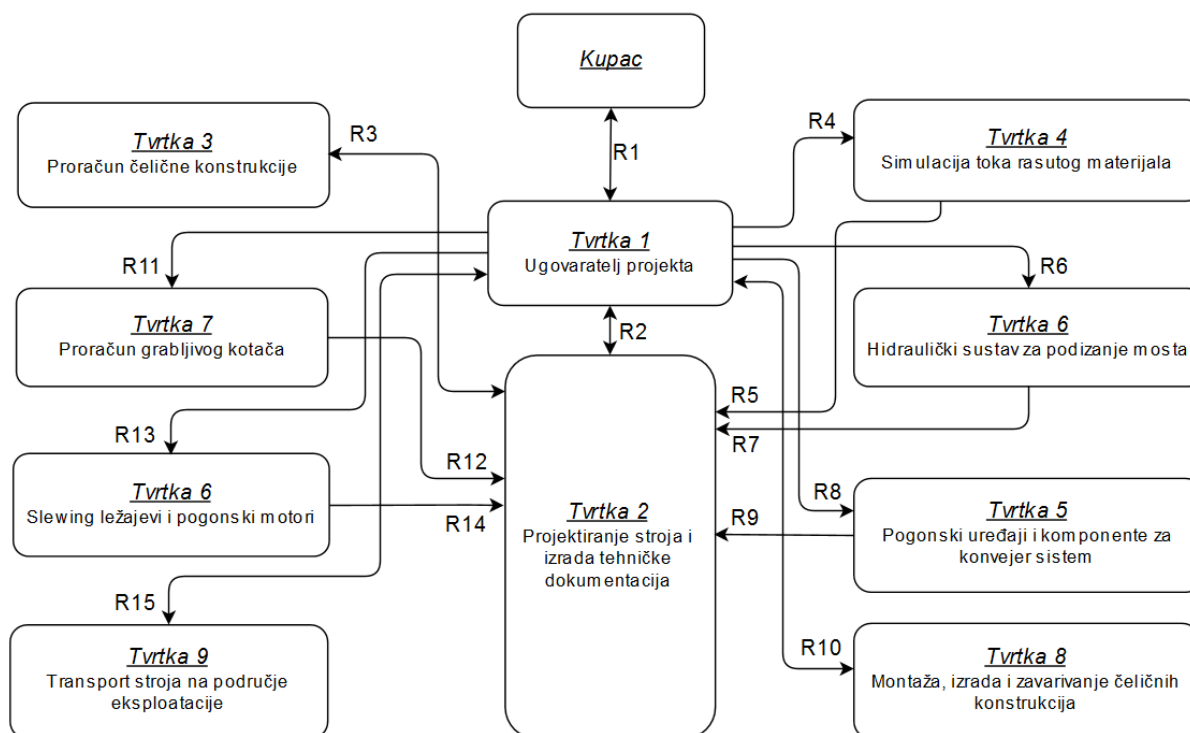 Kupac
Tvrtka 3
Proračun čelične konstrukcije
R3
R1
R4
Tvrtka 4
Simulacija toka rasutog materijala
Tvrtka 1
Ugovaratelj projekta
R11
R6
Tvrtka 7
Proračun grabljivog kotača
R2
Tvrtka 6
Hidraulički sustav za podizanje mosta
R5
R7
R13
R12
Tvrtka 6
Slewing ležajevi i pogonski motori
R14
Tvrtka 2
Projektiranje stroja i
izrada tehničke
dokumentacija
R8
R9
Tvrtka 5
Pogonski uređaji i komponente za
konvejer sistem
R15
Tvrtka 9
Transport stroja na područje
eksploatacije
R10
Tvrtka 8
Montaža, izrada i zavarivanje čeličnih
konstrukcija